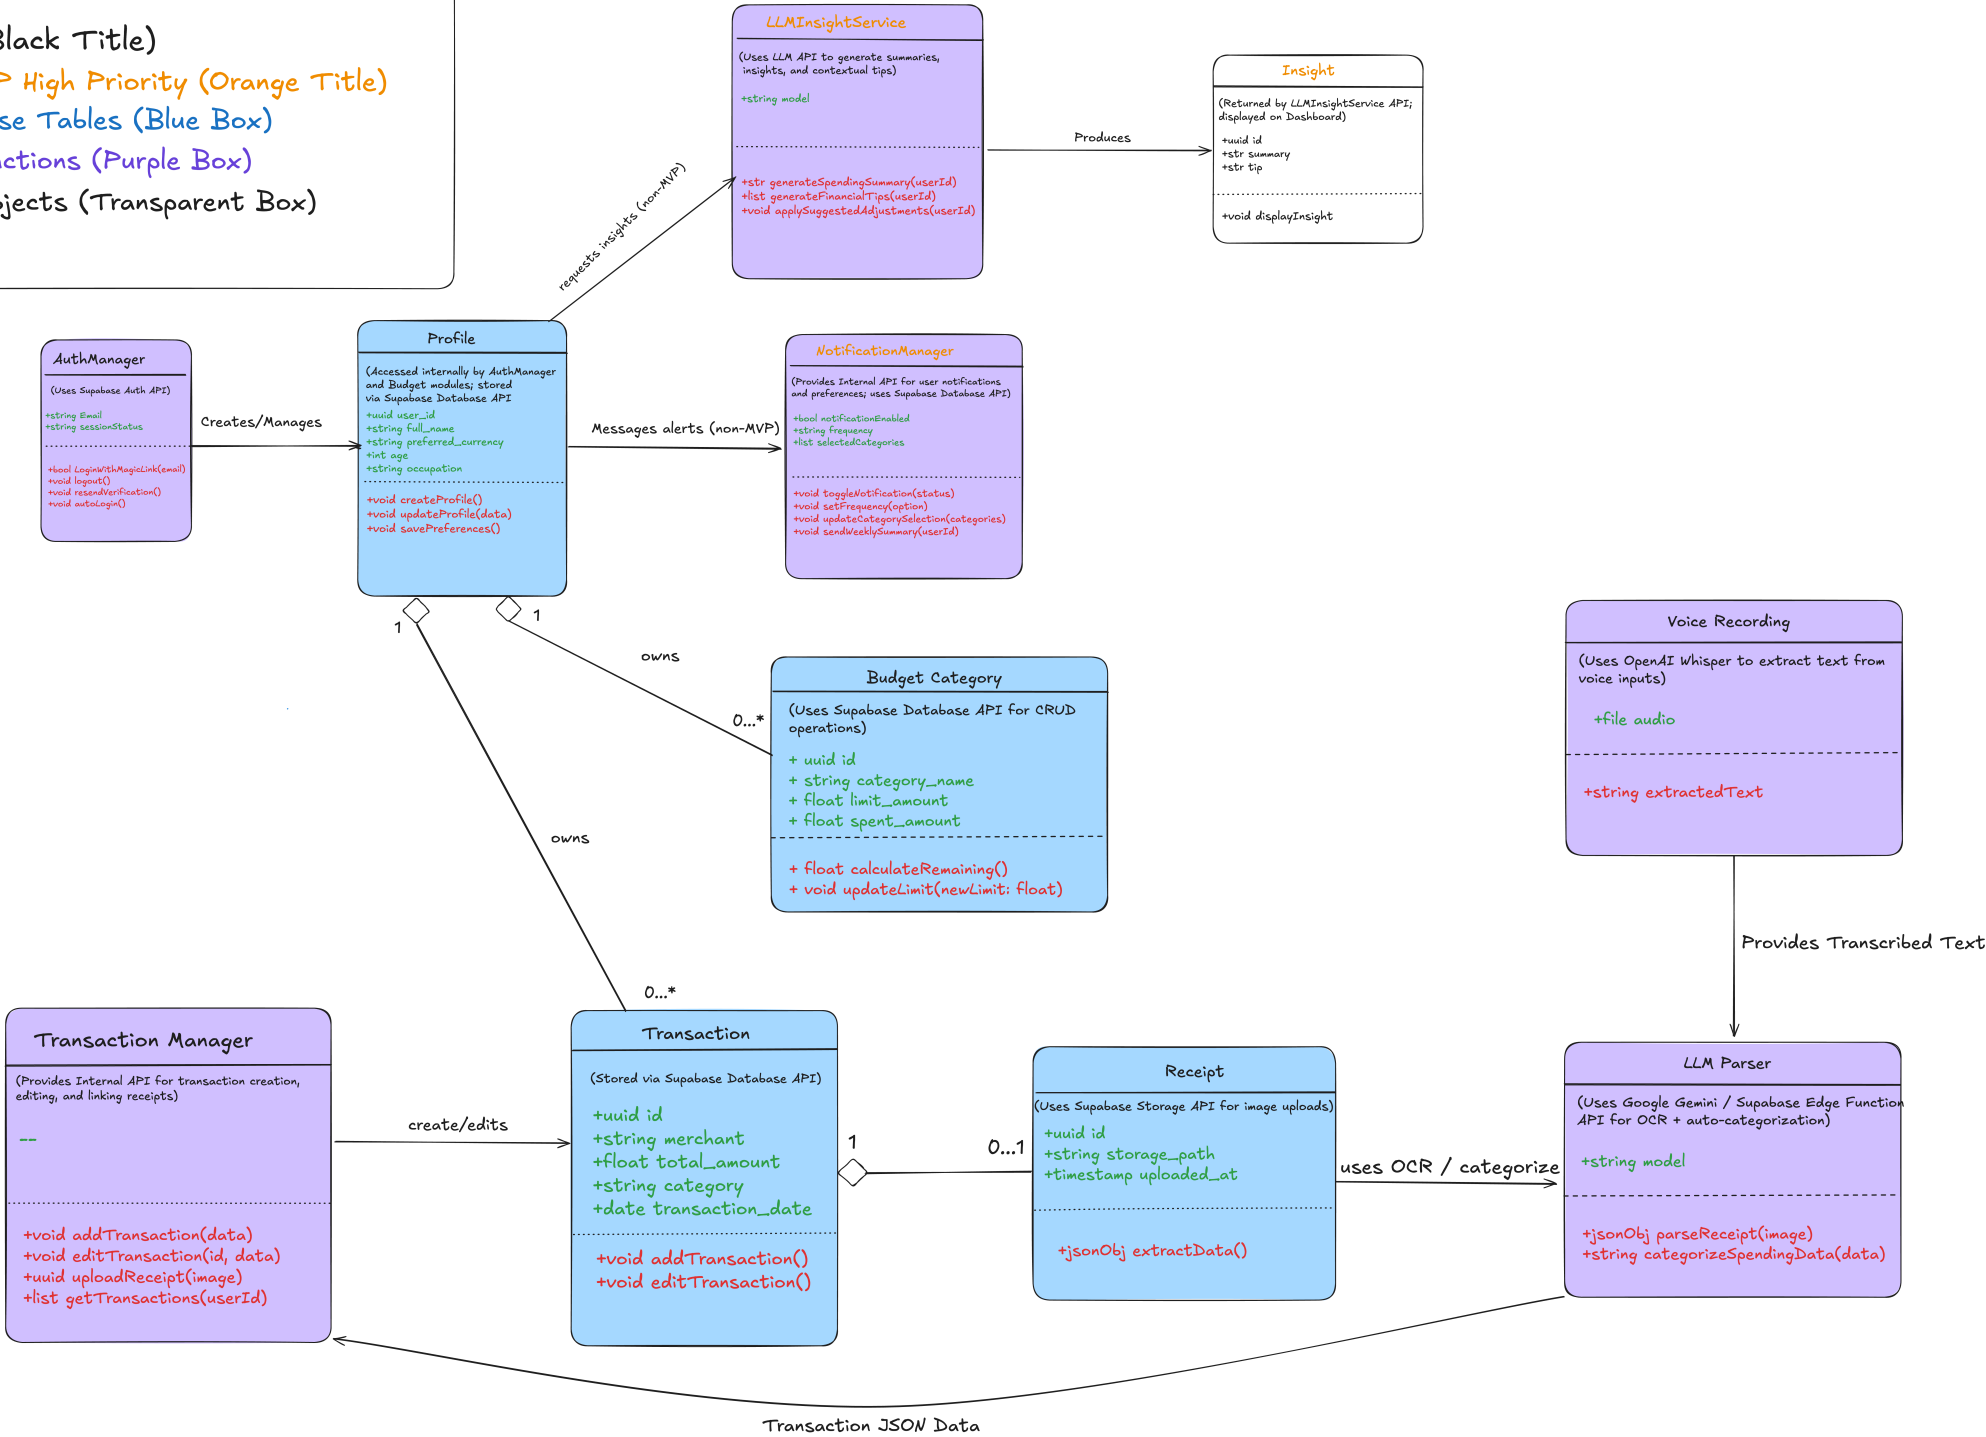 Black Title)
P High Priority (Orange Title)
se Tables (Blue Box)
nctions (Purple Box)
jects (Transparent Box)
LLMInsightService
(Uses LLM API to generate summaries,
insights, and contextual tips)
+string model
+str generateSpendingSummary(userId)
+list generateFinancialTips(userId)
+void applySuggestedAdjustments(userId)
Produces
Insight
(Returned by LLMInsightService API;
displayed on Dashboard)
+uuid id
+str summary
+str tip
+void displayInsight
requests insights (non-MVP)
AuthManager
(Uses Supabase Auth API)
+string Email
+string sessionStatus
+bool LoginWithMagicLink(email)
+void logout()
+void resendVerification()
+void autoLogin()
Creates/Manages
Profile
(Accessed internally by AuthManager
and Budget modules; stored
via Supabase Database API
+uuid user_id
+string full_name
+string preferred_currency
+int age
+string occupation
+void createProfile()
+void updateProfile(data)
+void savePreferences()
Messages alerts (non-MVP)
NotificationManager
(Provides Internal API for user notifications
and preferences; uses Supabase Database API)
+bool notificationEnabled
+string frequency
+list selectedCategories
+void toggleNotification(status)
+void setFrequency(option)
+void updateCategorySelection(categories)
+void sendWeeklySummary(userId)
1
1
owns
0...*
Budget Category
(Uses Supabase Database API for CRUD
operations)
+ uuid id
+ string category_name
+ float limit_amount
+ float spent_amount
+ float calculateRemaining()
+ void updateLimit(newLimit: float)
Voice Recording
(Uses OpenAI Whisper to extract text from
voice inputs)
+file audio
+string extractedText
owns
0...*
Provides Transcribed Text
Transaction Manager
(Provides Internal API for transaction creation,
editing, and linking receipts)
--
+void addTransaction(data)
+void editTransaction(id, data)
+uuid uploadReceipt(image)
+list getTransactions(userId)
create/edits
Transaction
(Stored via Supabase Database API)
+uuid id
+string merchant
+float total_amount
+string category
+date transaction_date
+void addTransaction()
+void editTransaction()
1
0...1
Receipt
(Uses Supabase Storage API for image uploads)
+uuid id
+string storage_path
+timestamp uploaded_at
+jsonObj extractData()
uses OCR / categorize
LLM Parser
(Uses Google Gemini / Supabase Edge Function
API for OCR + auto-categorization)
+string model
+jsonObj parseReceipt(image)
+string categorizeSpendingData(data)
Transaction JSON Data